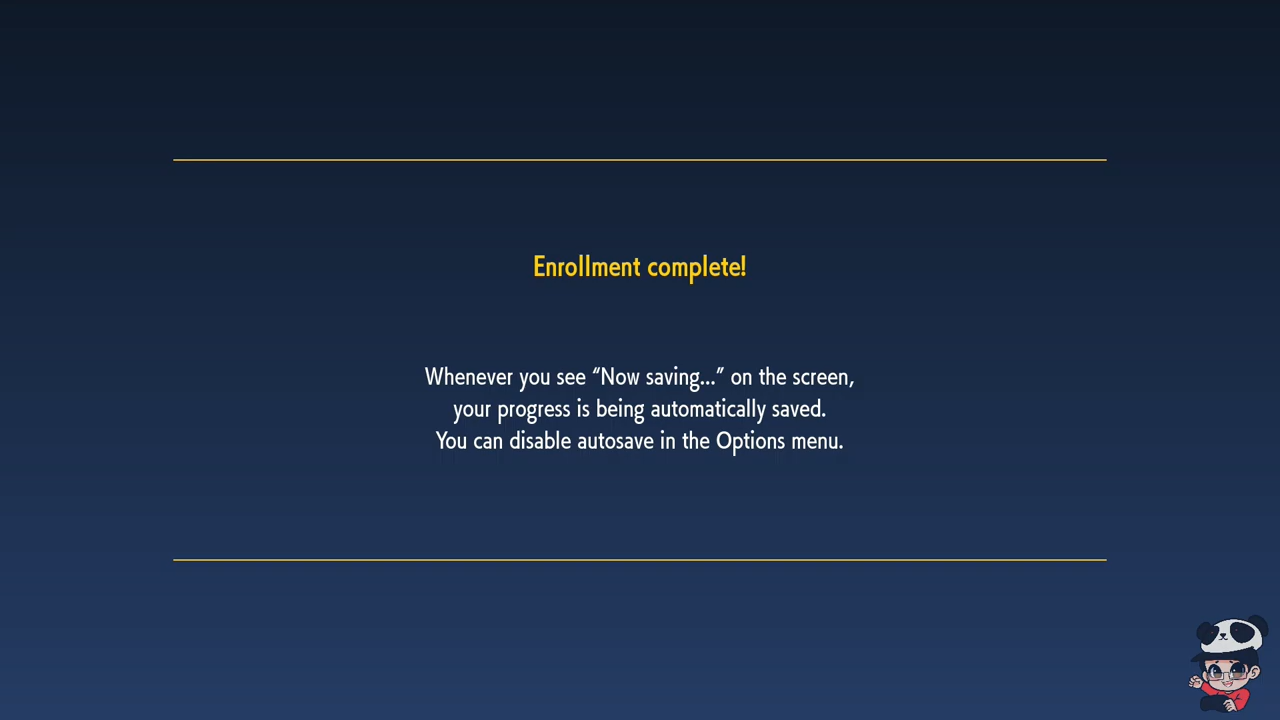 Enrollment complete!
Whenever you see “Now saving...” on the screen,
your progress is being automatically saved.
You can disable autosave in the Options menu.